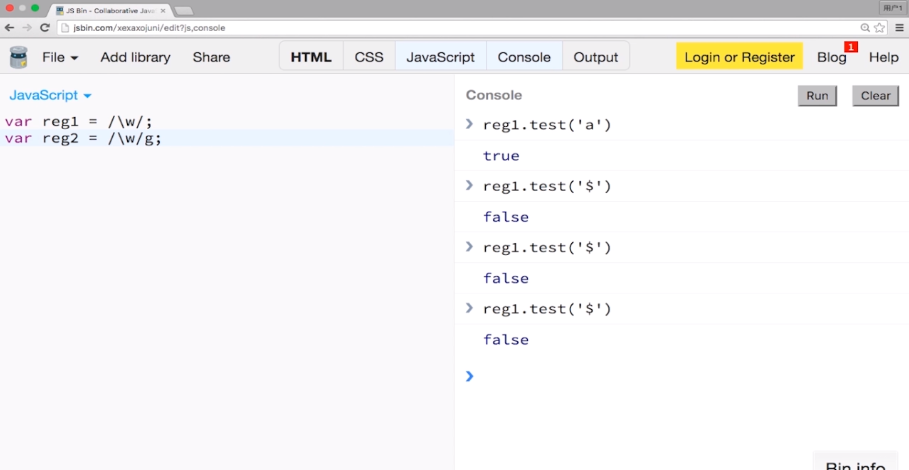 JS Bin - Collaborative Java
用户1
jsbin.com/xexaxojuni/edit?js,console
File
Add library
Share
HTML
CSS
JavaScript
Console
Output
Login or Register
Blog
1
Help
JavaScript
var reg1 = /\w/;
var reg2 = /\w/g;
Console
Run
Clear
reg1.test('a')
true
reg1.test('$')
false
reg1.test('$')
false
reg1.test('$')
false
Bin info